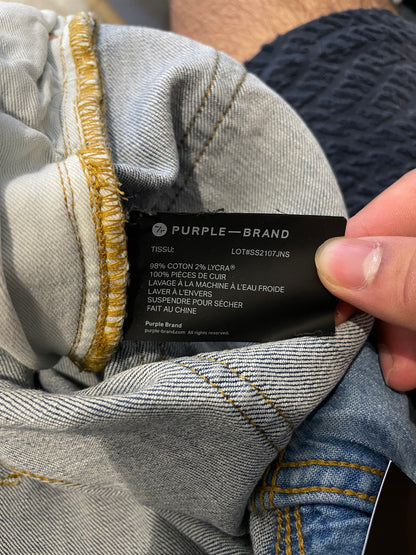 PURPLE—BRAND
TISSU: LOT#SS2107JNS
98% COTON 2% LYCRA®
100% PIÈCES DE CUIR
LAVAGE À LA MACHINE À L'EAU FROIDE
LAVER À L'ENVERS
SUSPENDRE POUR SÉCHER
FAIT AU CHINE
Purple Brand
purple-brand.com All rights reserved.